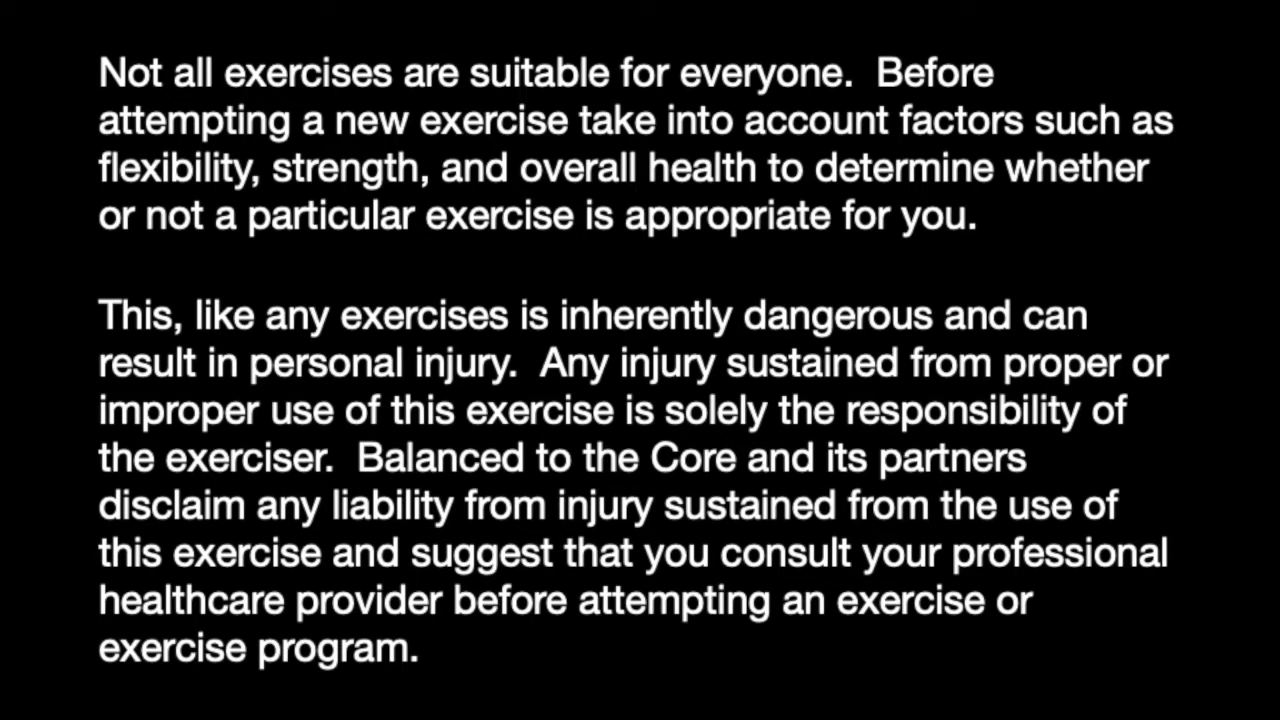 Not all exercises are suitable for everyone.  Before
attempting a new exercise take into account factors such as
flexibility, strength, and overall health to determine whether
or not a particular exercise is appropriate for you.
This, like any exercises is inherently dangerous and can
result in personal injury.  Any injury sustained from proper or
improper use of this exercise is solely the responsibility of
the exerciser.  Balanced to the Core and its partners
disclaim any liability from injury sustained from the use of
this exercise and suggest that you consult your professional
healthcare provider before attempting an exercise or
exercise program.